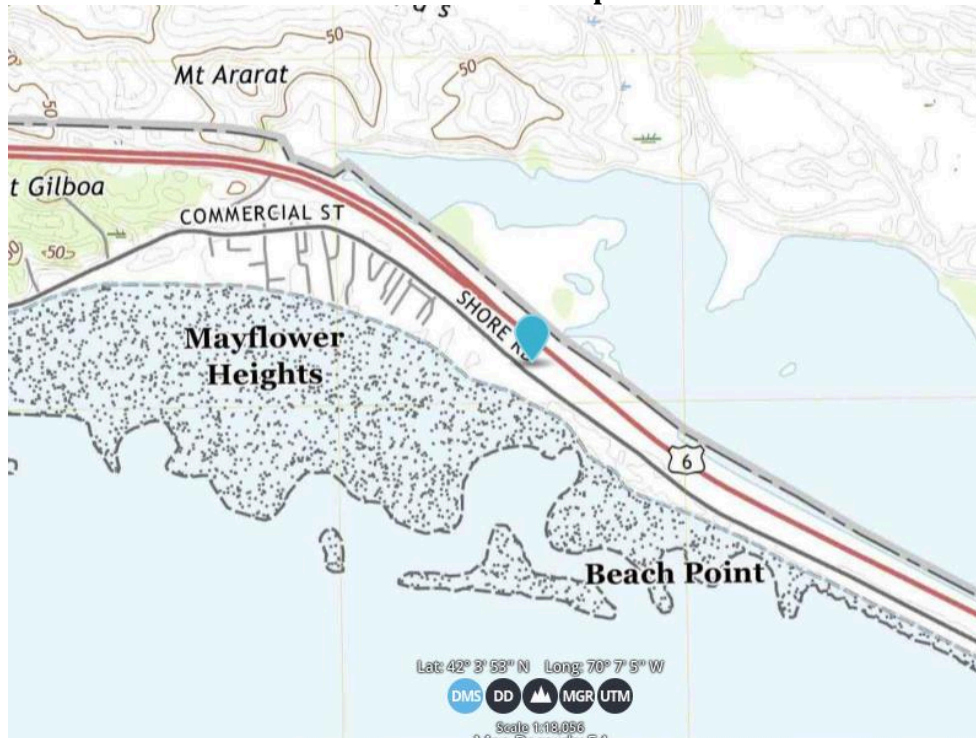 50
Mt Ararat
50
50
t Gilboa
COMMERCIAL ST
50
SHORE
Mayflower
Heights
6
Beach Point
Lat: 42° 3' 53" N Long: 70° 7' 5" W
DMS DD MGR UTM
Scale 1:18,056